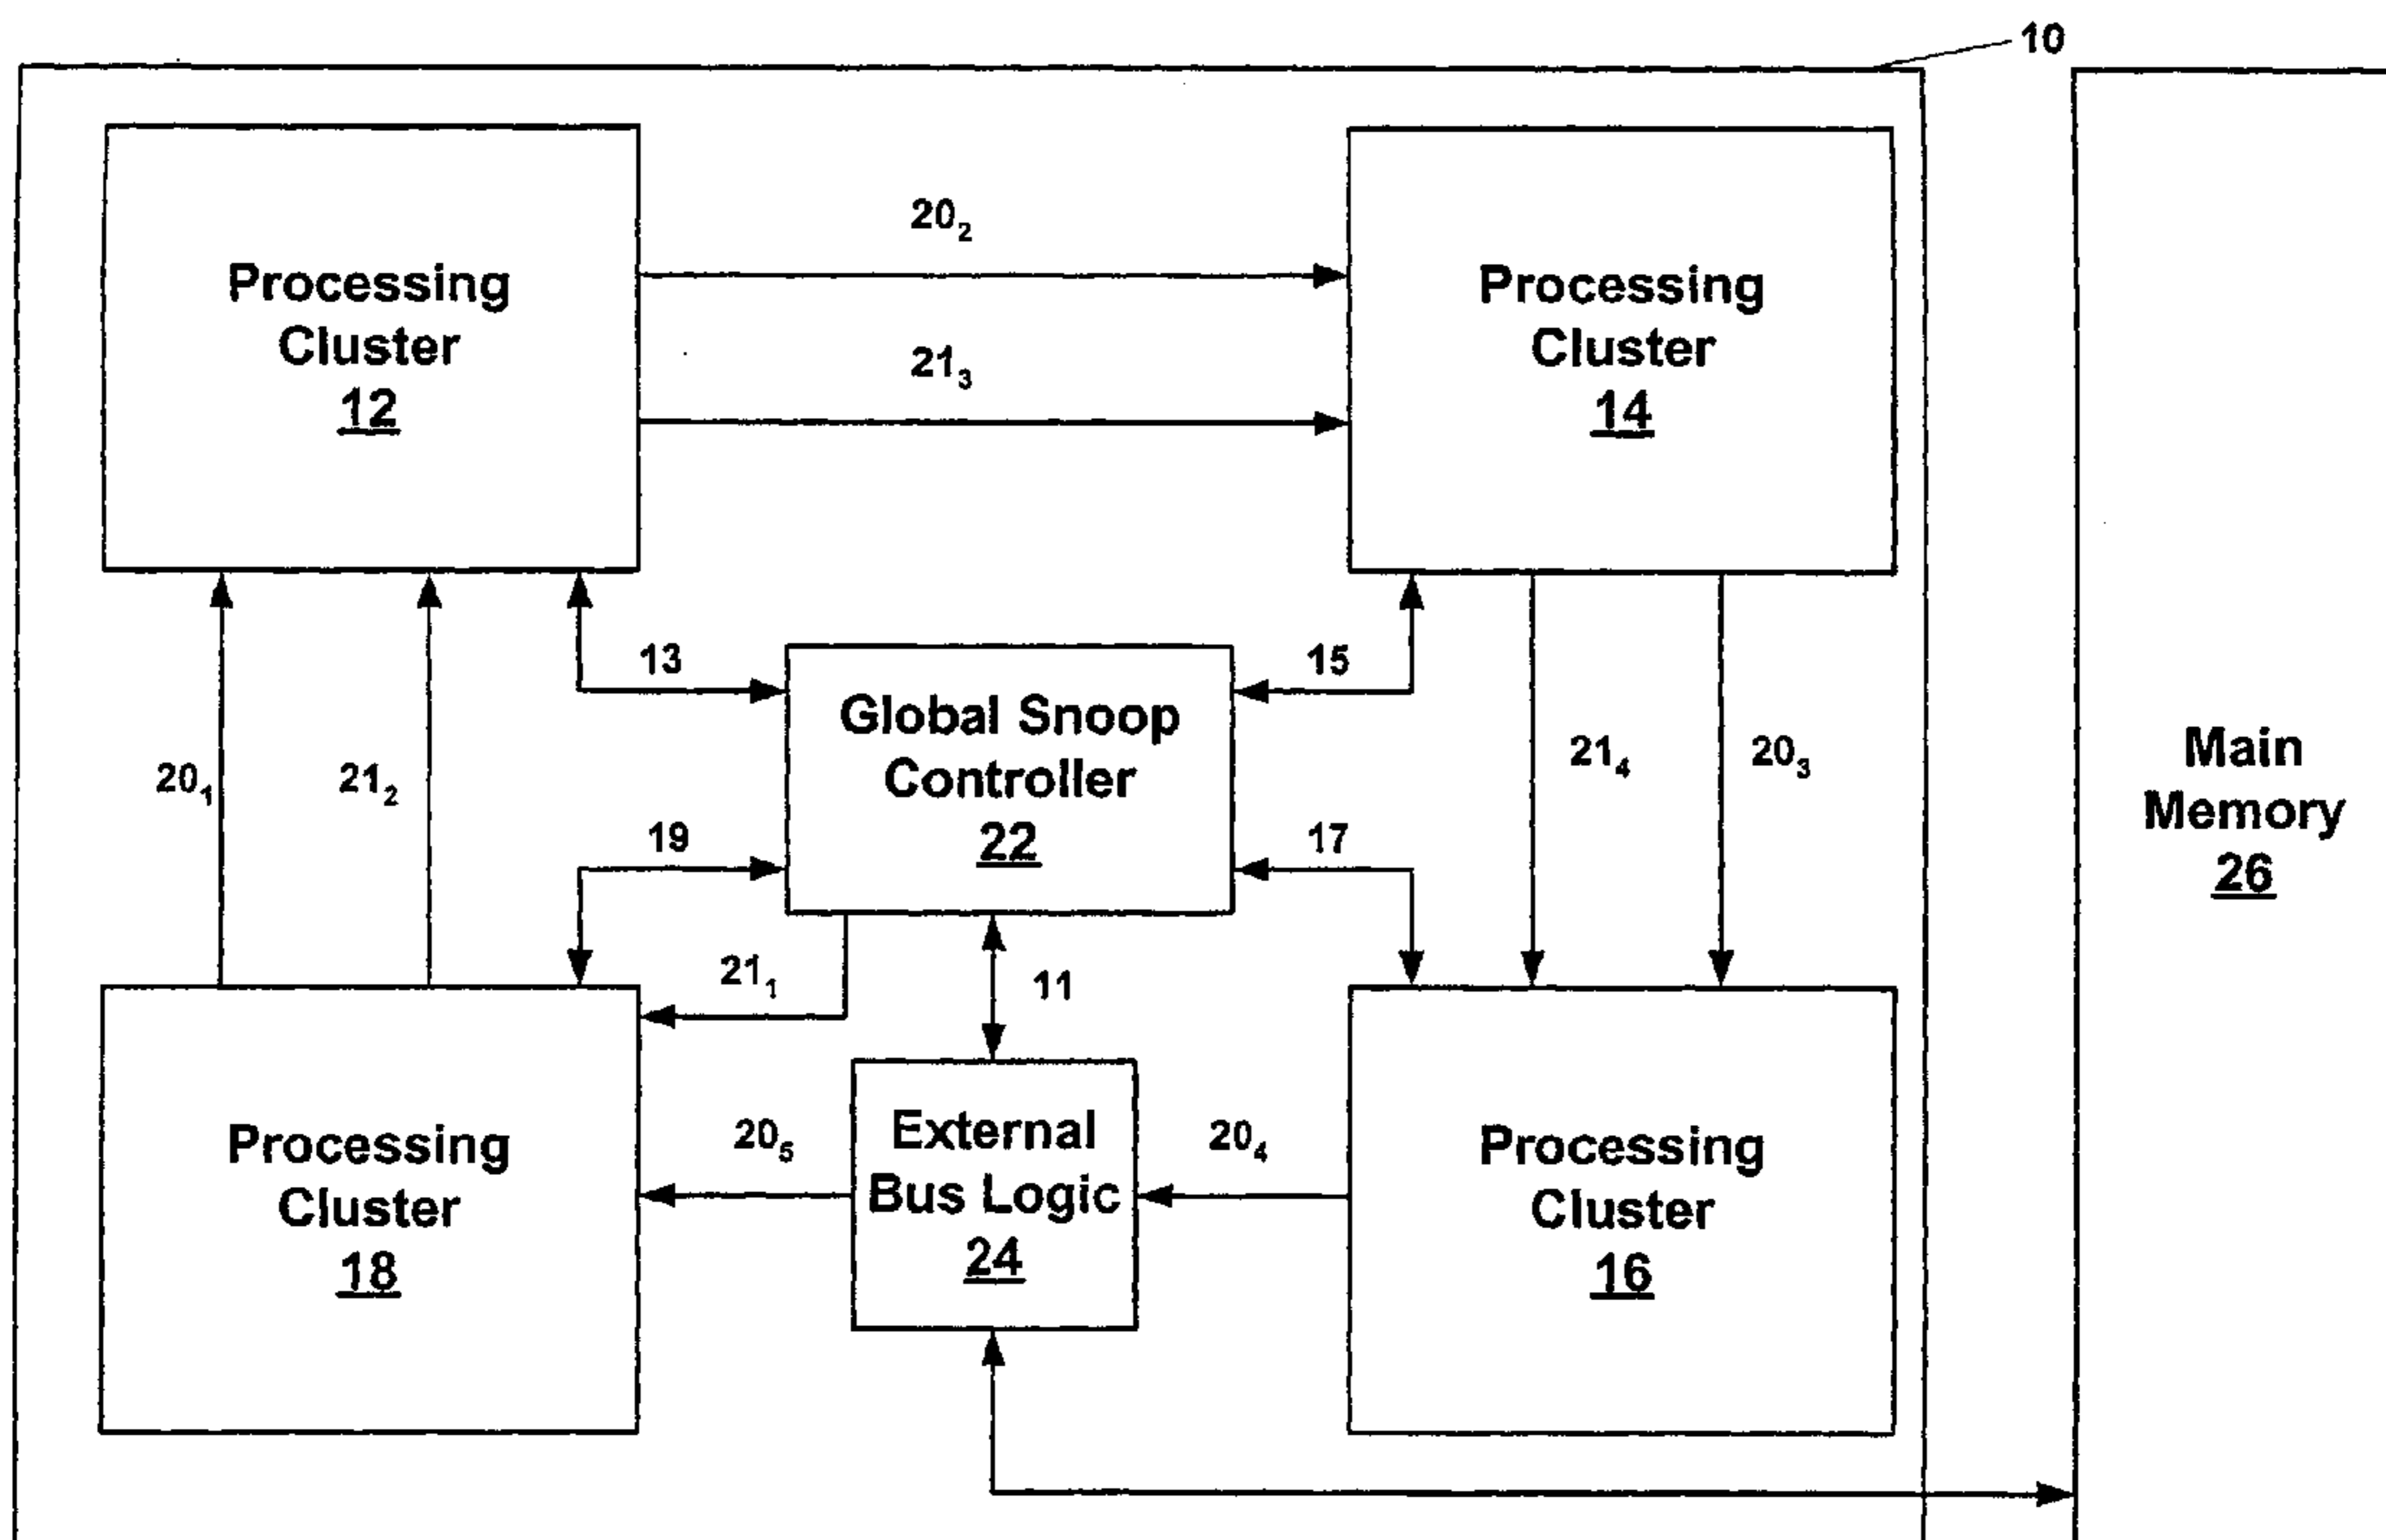 10
Processing
Cluster
12
20₂
21₃
Processing
Cluster
14
13
15
Global Snoop
Controller
22
20₁
21₂
21₄
20₃
19
17
21₁
11
Main
Memory
26
Processing
Cluster
18
20₅
External
Bus Logic
24
20₄
Processing
Cluster
16